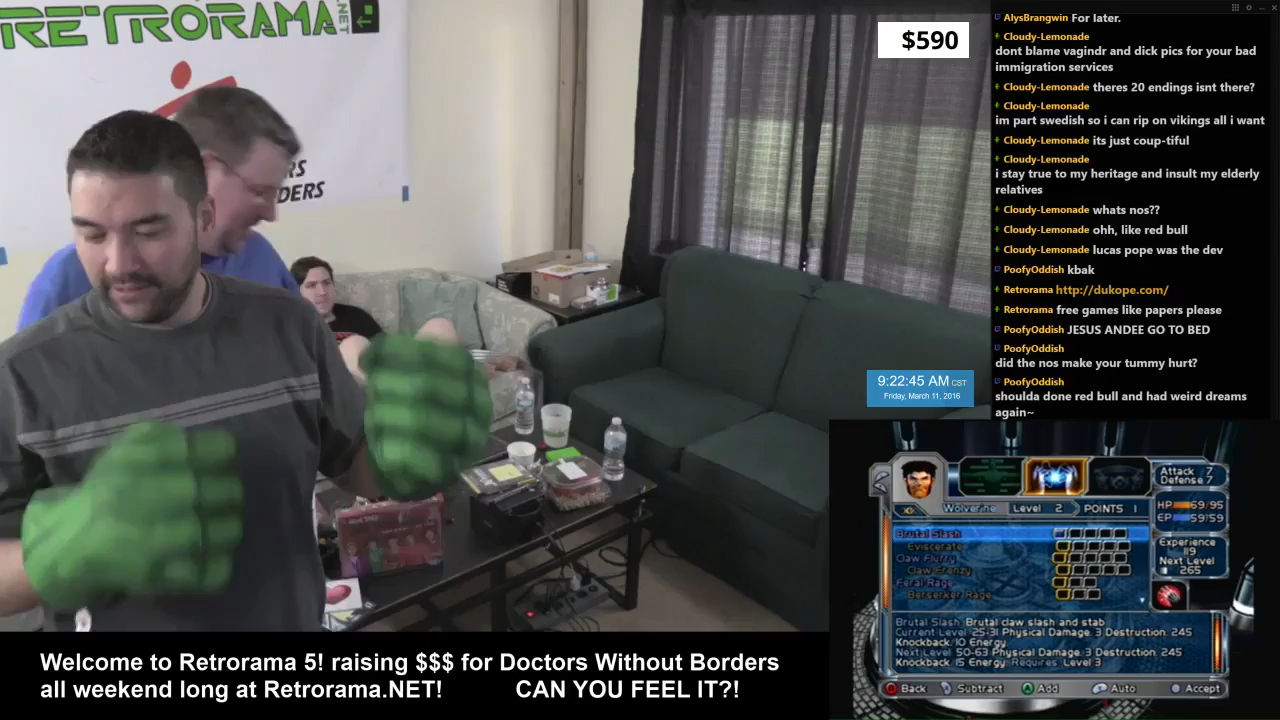 RETRORAMA
.NET
RS
DERS
$590
AlysBrangwin For later.
Cloudy-Lemonade
dont blame vagindr and dick pics for your bad
immigration services
Cloudy-Lemonade theres 20 endings isnt there?
Cloudy-Lemonade
im part swedish so i can rip on vikings all i want
Cloudy-Lemonade its just coup-tiful
Cloudy-Lemonade
i stay true to my heritage and insult my elderly
relatives
Cloudy-Lemonade whats nos??
Cloudy-Lemonade ohh, like red bull
Cloudy-Lemonade lucas pope was the dev
PoofyOddish kbak
Retrorama http://dukope.com/
Retrorama free games like papers please
PoofyOddish JESUS ANDEE GO TO BED
PoofyOddish
did the nos make your tummy hurt?
PoofyOddish
shoulda done red bull and had weird dreams
again~
9:22:45 AM CST
Friday, March 11, 2016
Attack 7
Defense 7
Wolverine Level 2 POINTS 1
HP 69/95
EP 59/59
Experience
119
Next Level
265
Brutal Slash
Eviscerate
Claw Flurry
Claw Frenzy
Feral Rage
Berserker Rage
Brutal Slash: Brutal claw slash and stab
Current Level: 25-31 Physical Damage. 3 Destruction. 245
Knockback. 10 Energy.
Next Level: 50-63 Physical Damage. 3 Destruction. 245
Knockback. 15 Energy. Requires: Level 3
Back Subtract Add Auto Accept
Welcome to Retrorama 5! raising $$$ for Doctors Without Borders
all weekend long at Retrorama.NET! CAN YOU FEEL IT?!